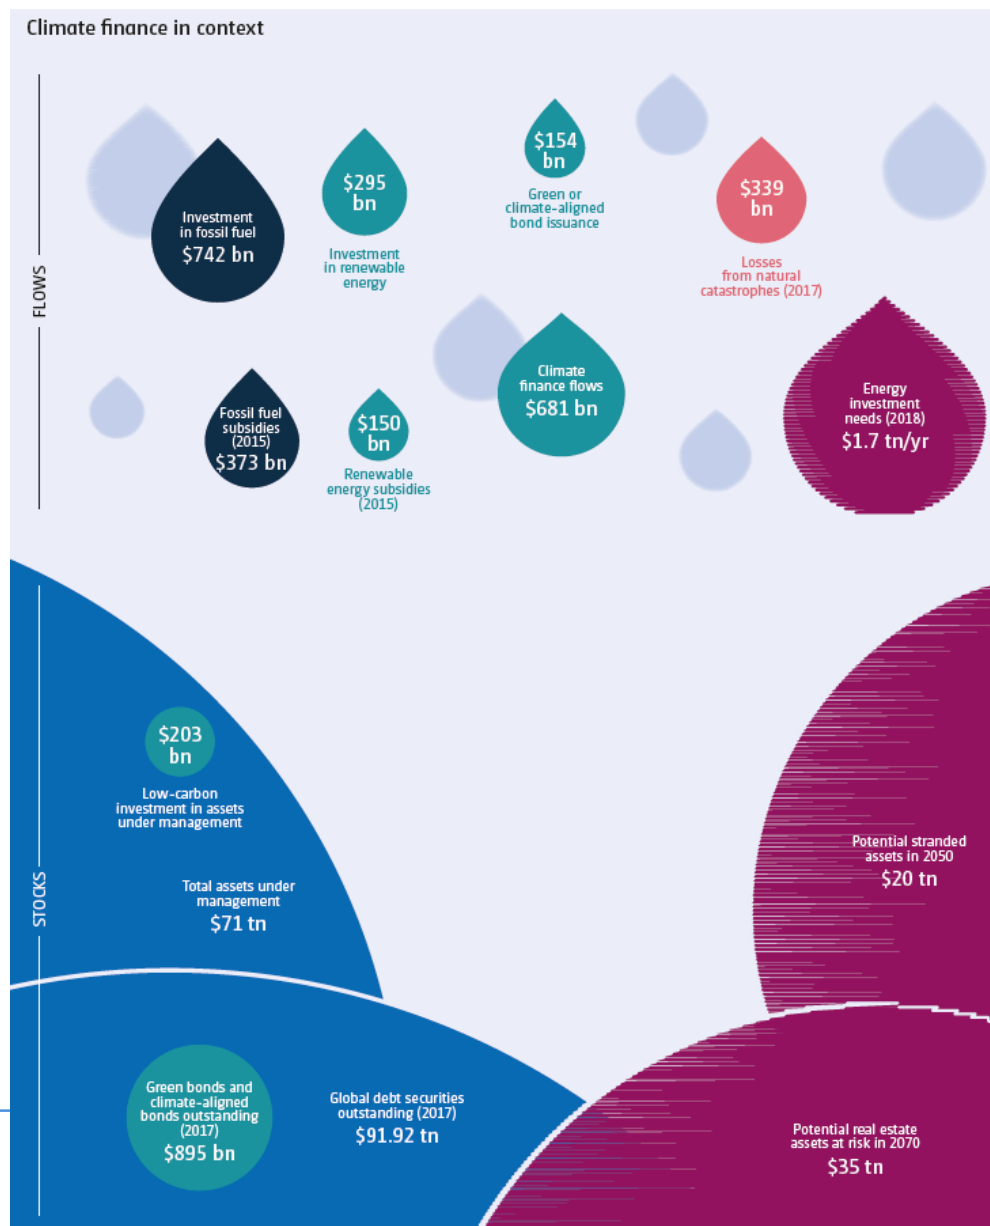 Climate finance in context
FLOWS
Investment
in fossil fuel
$742 bn
$295
bn
Investment
in renewable
energy
$154
bn
Green or
climate-aligned
bond issuance
$339
bn
Losses
from natural
catastrophes (2017)
Fossil fuel
subsidies
(2015)
$373 bn
$150
bn
Renewable
energy subsidies
(2015)
Climate
finance flows
$681 bn
Energy
investment
needs (2018)
$1.7 tn/yr
STOCKS
$203
bn
Low-carbon
investment in assets
under management
Total assets under
management
$71 tn
Potential stranded
assets in 2050
$20 tn
Green bonds and
climate-aligned
bonds outstanding
(2017)
$895 bn
Global debt securities
outstanding (2017)
$91.92 tn
Potential real estate
assets at risk in 2070
$35 tn